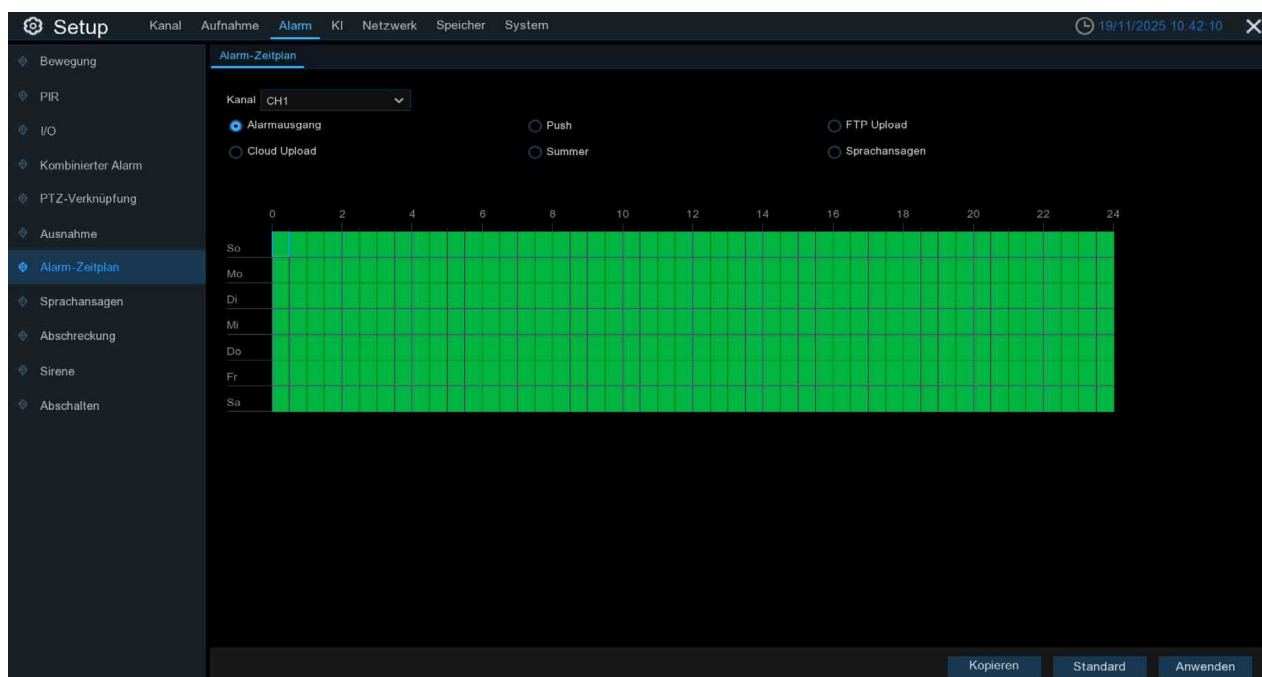 Setup Kanal Aufnahme Alarm KI Netzwerk Speicher System 19/11/2025 10:42:10
Bewegung
PIR
I/O
Kombinierter Alarm
PTZ-Verknüpfung
Ausnahme
Alarm-Zeitplan
Sprachansagen
Abschreckung
Sirene
Abschalten
Alarm-Zeitplan
Kanal CH1
Alarmausgang Push FTP Upload
Cloud Upload Summer Sprachansagen
0 2 4 6 8 10 12 14 16 18 20 22 24
So
Mo
Di
Mi
Do
Fr
Sa
Kopieren Standard Anwenden